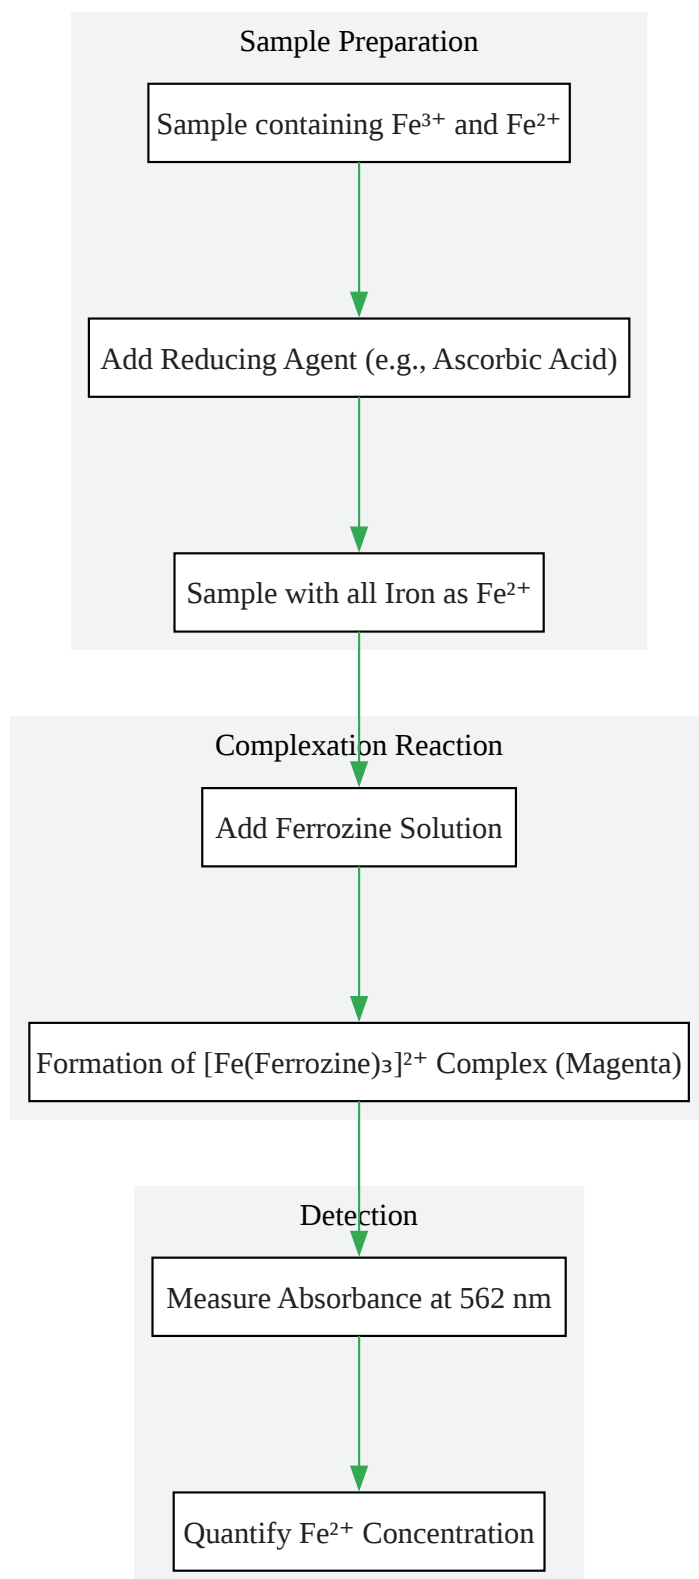 Sample Preparation
Sample containing Fe³⁺ and Fe²⁺
Add Reducing Agent (e.g., Ascorbic Acid)
Sample with all Iron as Fe²⁺
Complexation Reaction
Add Ferrozine Solution
Formation of [Fe(Ferrozine)₃]²⁺ Complex (Magenta)
Detection
Measure Absorbance at 562 nm
Quantify Fe²⁺ Concentration